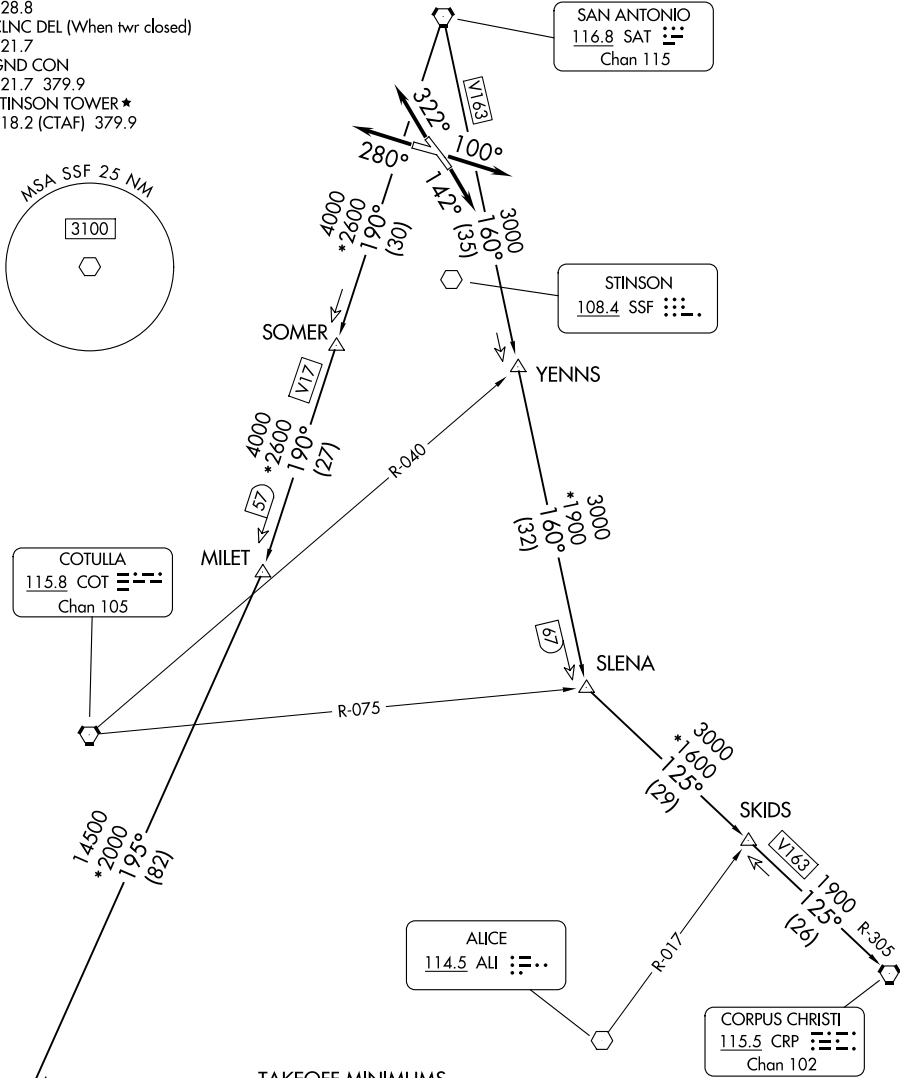 28.8
LNC DEL (When twr closed)
21.7
GND CON
21.7 379.9
TINSON TOWER★
18.2 (CTAF) 379.9
MSA SSF 25 NM
3100
SAN ANTONIO
116.8 SAT
Chan 115
V163
322°
100°
280°
142°
4000
*2600
190°
(30)
3000
160°
(35)
STINSON
108.4 SSF
SOMER
YENNS
V17
4000
*2600
190°
(27)
R-040
57
3000
*1900
160°
(32)
MILET
COTULLA
115.8 COT
Chan 105
67
SLENA
R-075
3000
*1600
125°
(29)
SKIDS
14500
*2000
195°
(82)
V163
1900
125°
(26)
R-305
ALICE
114.5 ALI
R-017
CORPUS CHRISTI
115.5 CRP
Chan 102
TAKEOFF MINIMUMS